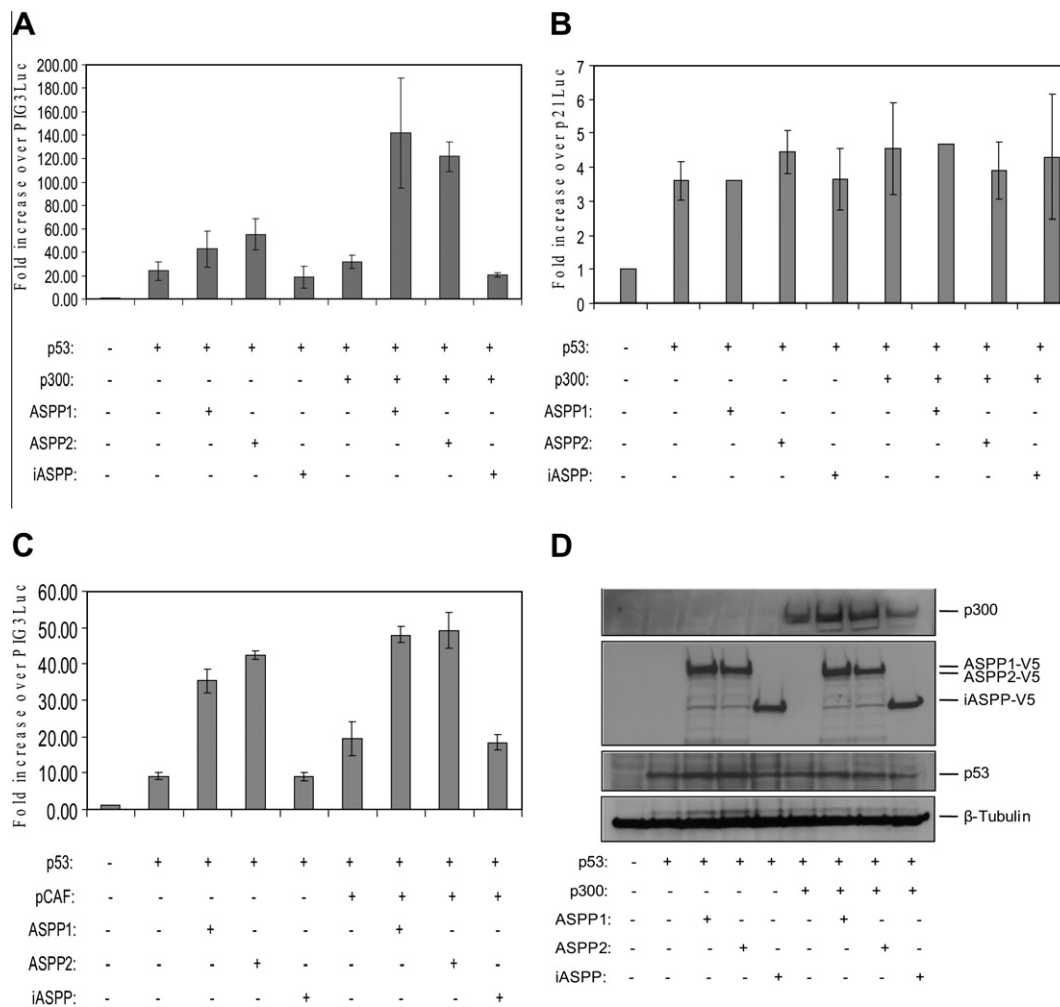 A
Fold increase over PIG3Luc
200.00
180.00
160.00
140.00
120.00
100.00
80.00
60.00
40.00
20.00
0.00
p53: - + + + + + + + +
p300: - - - - - + + + +
ASPP1: - - + - - - + - -
ASPP2: - - - + - - - + -
iASPP: - - - - + - - - +
B
Fold increase over p21Luc
7
6
5
4
3
2
1
0
p53: - + + + + + + + +
p300: - - - - - + + + +
ASPP1: - - + - - - + - -
ASPP2: - - - + - - - + -
iASPP: - - - - + - - - +
C
Fold increase over PIG3Luc
60.00
50.00
40.00
30.00
20.00
10.00
0.00
p53: - + + + + + + + +
pCAF: - - - - - + + + +
ASPP1: - - + - - - + - -
ASPP2: - - - + - - - + -
iASPP: - - - - + - - - +
D
p300
ASPP1-V5
ASPP2-V5
iASPP-V5
p53
β-Tubulin
p53: - + + + + + + + +
p300: - - - - - + + + +
ASPP1: - - + - - - + - -
ASPP2: - - - + - - - + -
iASPP: - - - - + - - - +